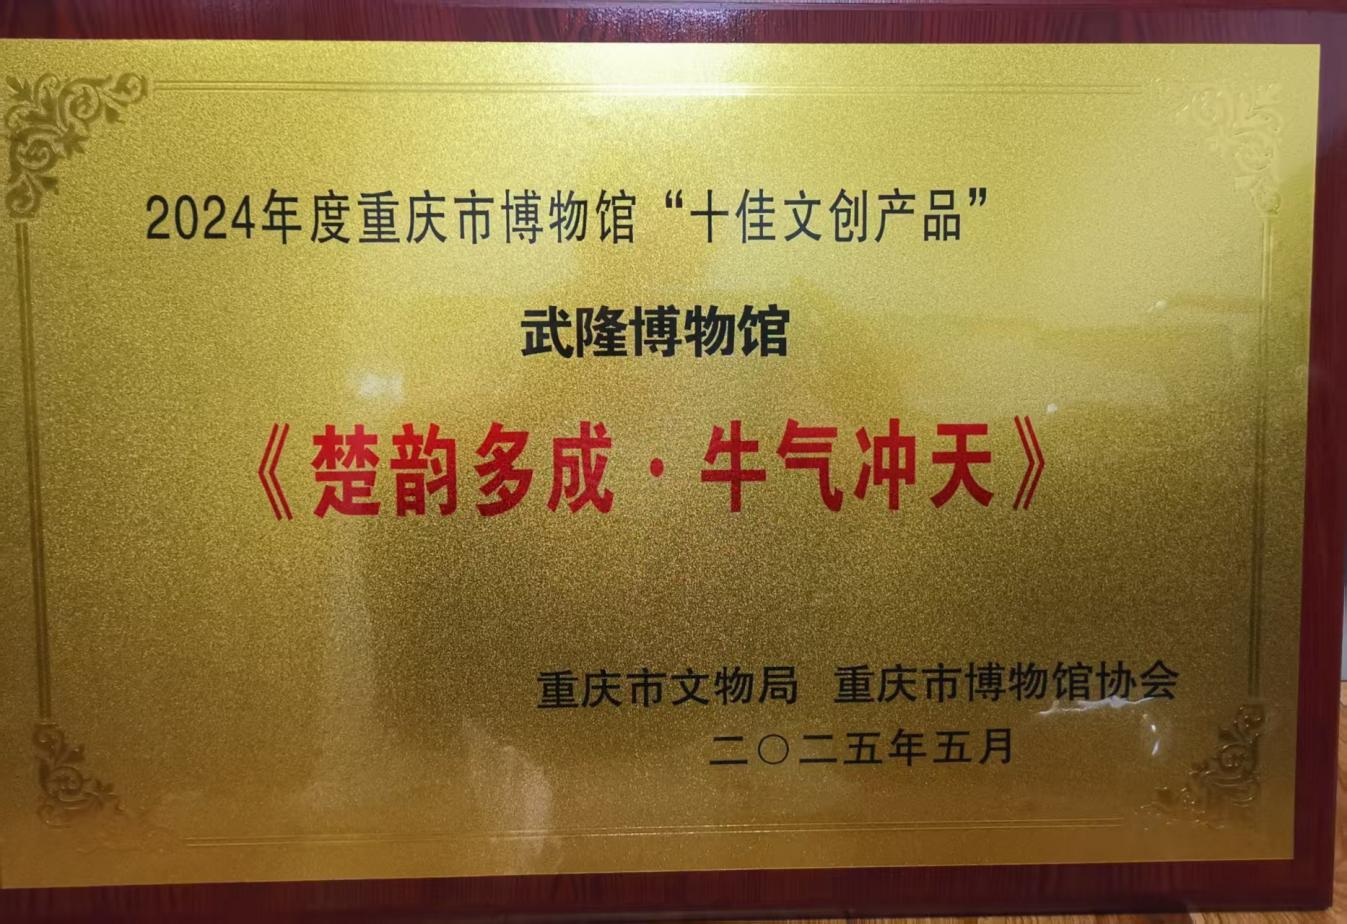 2024年度重庆市博物馆“十佳文创产品”
武隆博物馆
《楚韵多成·牛气冲天》
重庆市文物局 重庆市博物馆协会
二〇二五年五月